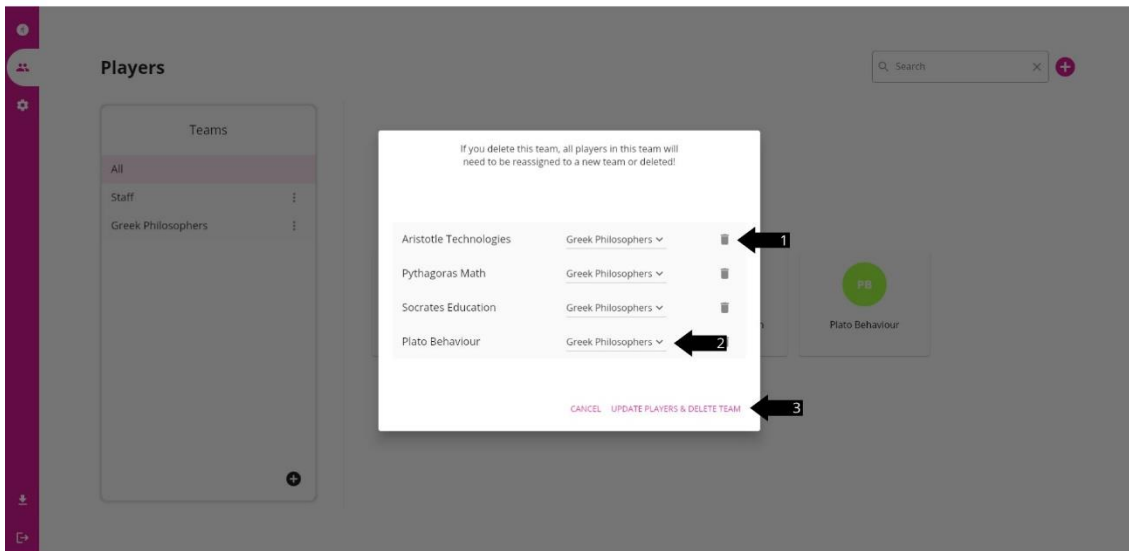 Players
Search
Teams
All
Staff
Greek Philosophers
If you delete this team, all players in this team will
need to be reassigned to a new team or deleted!
Aristotle Technologies Greek Philosophers 1
Pythagoras Math Greek Philosophers
Socrates Education Greek Philosophers
Plato Behaviour Greek Philosophers 2
CANCEL UPDATE PLAYERS & DELETE TEAM 3
PB
Plato Behaviour